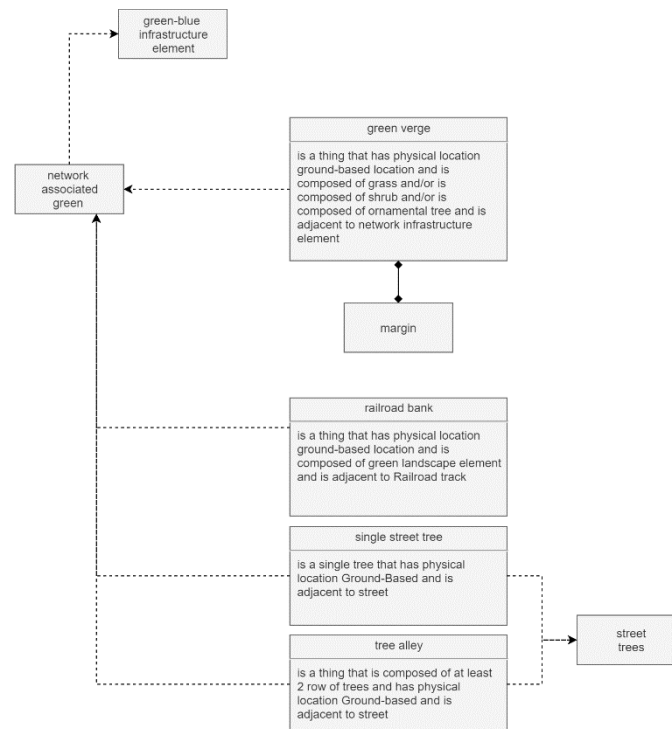 green-blue
infrastructure
element
green verge
is a thing that has physical location
ground-based location and is
composed of grass and/or is
composed of shrub and/or is
composed of ornamental tree and is
adjacent to network infrastructure
element
network
associated
green
margin
railroad bank
is a thing that has physical location
ground-based location and is
composed of green landscape element
and is adjacent to Railroad track
single street tree
is a single tree that has physical
location Ground-Based and is
adjacent to street
street
trees
tree alley
is a thing that is composed of at least
2 row of trees and has physical
location Ground-based and is
adjacent to street